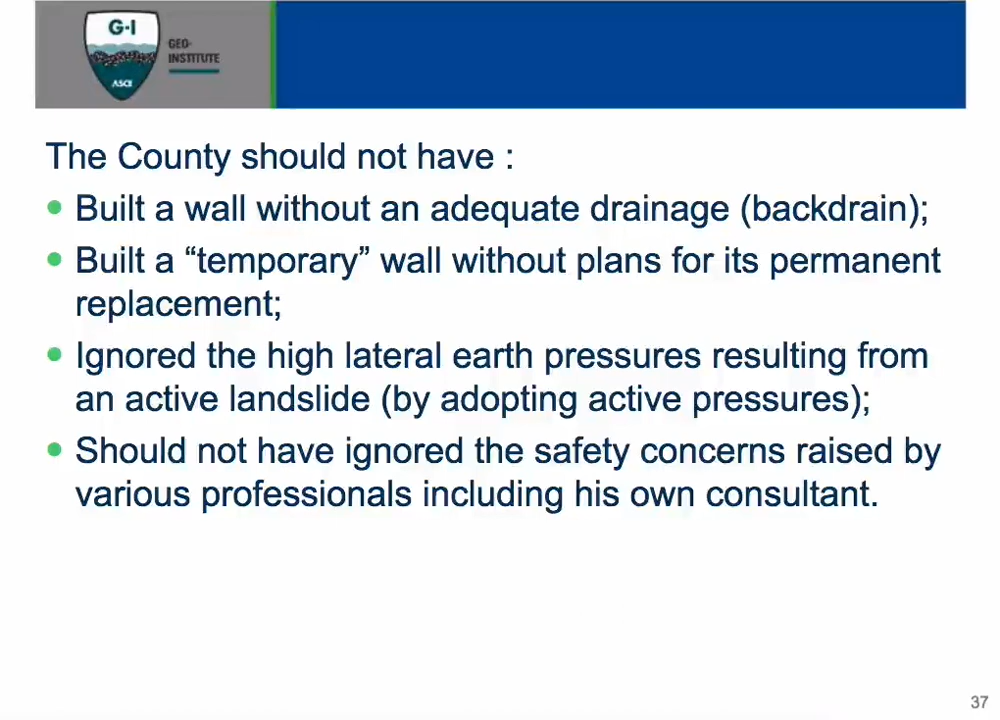 G-I
GEO-
INSTITUTE
ASCE
The County should not have :
Built a wall without an adequate drainage (backdrain);
Built a “temporary” wall without plans for its permanent
replacement;
Ignored the high lateral earth pressures resulting from
an active landslide (by adopting active pressures);
Should not have ignored the safety concerns raised by
various professionals including his own consultant.
37